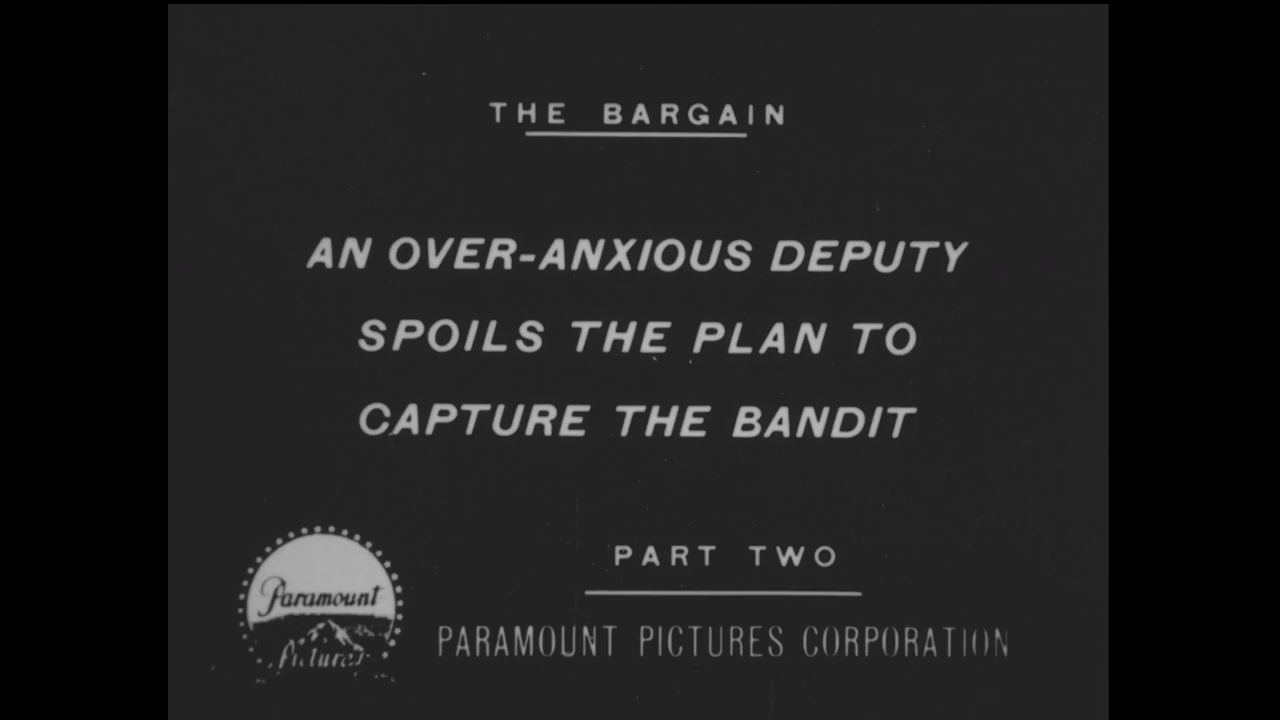 THE BARGAIN
AN OVER-ANXIOUS DEPUTY
SPOILS THE PLAN TO
CAPTURE THE BANDIT
PART TWO
Paramount
Pictures
PARAMOUNT PICTURES CORPORATION